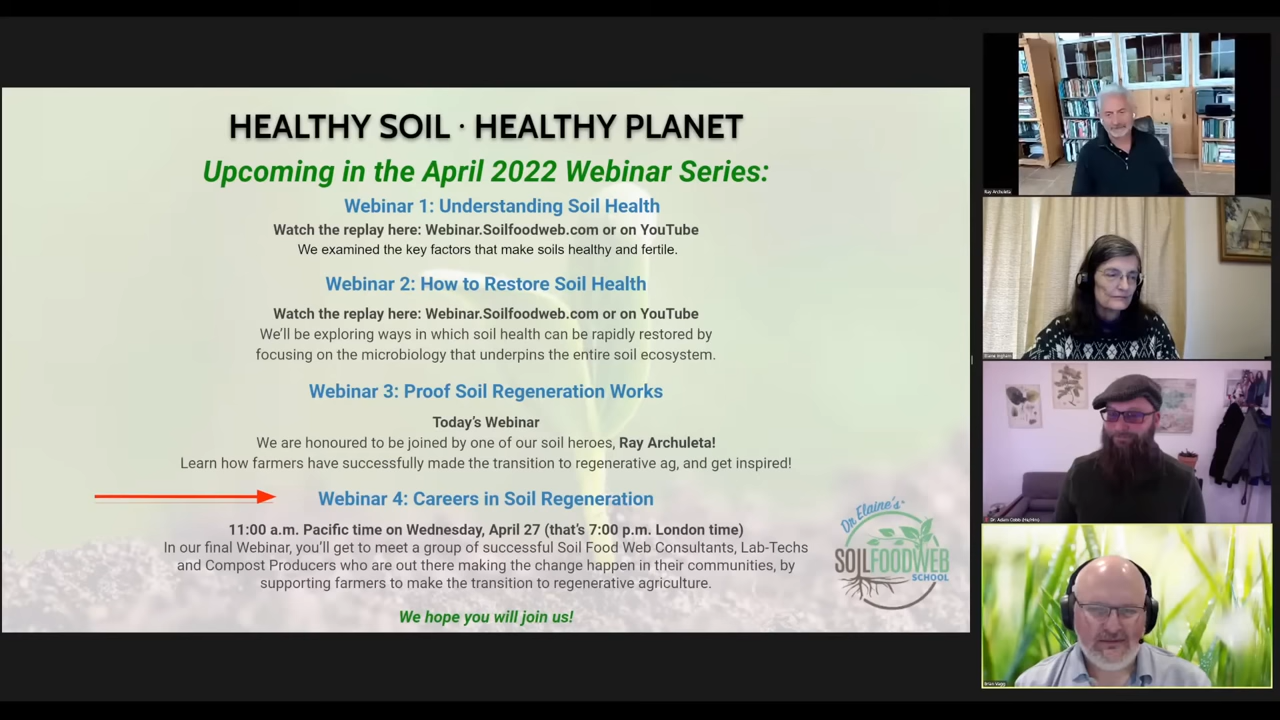 HEALTHY SOIL · HEALTHY PLANET
Upcoming in the April 2022 Webinar Series:
Webinar 1: Understanding Soil Health
Watch the replay here: Webinar.Soilfoodweb.com or on YouTube
We examined the key factors that make soils healthy and fertile.
Webinar 2: How to Restore Soil Health
Watch the replay here: Webinar.Soilfoodweb.com or on YouTube
We'll be exploring ways in which soil health can be rapidly restored by
focusing on the microbiology that underpins the entire soil ecosystem.
Webinar 3: Proof Soil Regeneration Works
Today's Webinar
We are honoured to be joined by one of our soil heroes, Ray Archuleta!
Learn how farmers have successfully made the transition to regenerative ag, and get inspired!
Webinar 4: Careers in Soil Regeneration
11:00 a.m. Pacific time on Wednesday, April 27 (that's 7:00 p.m. London time)
In our final Webinar, you'll get to meet a group of successful Soil Food Web Consultants, Lab-Techs
and Compost Producers who are out there making the change happen in their communities, by
supporting farmers to make the transition to regenerative agriculture.
We hope you will join us!
Dr. Elaine's
SOILFOODWEB
SCHOOL
Ray Archuleta
Elaine Ingham
Dr. Adam Cobb
Brian Vagg